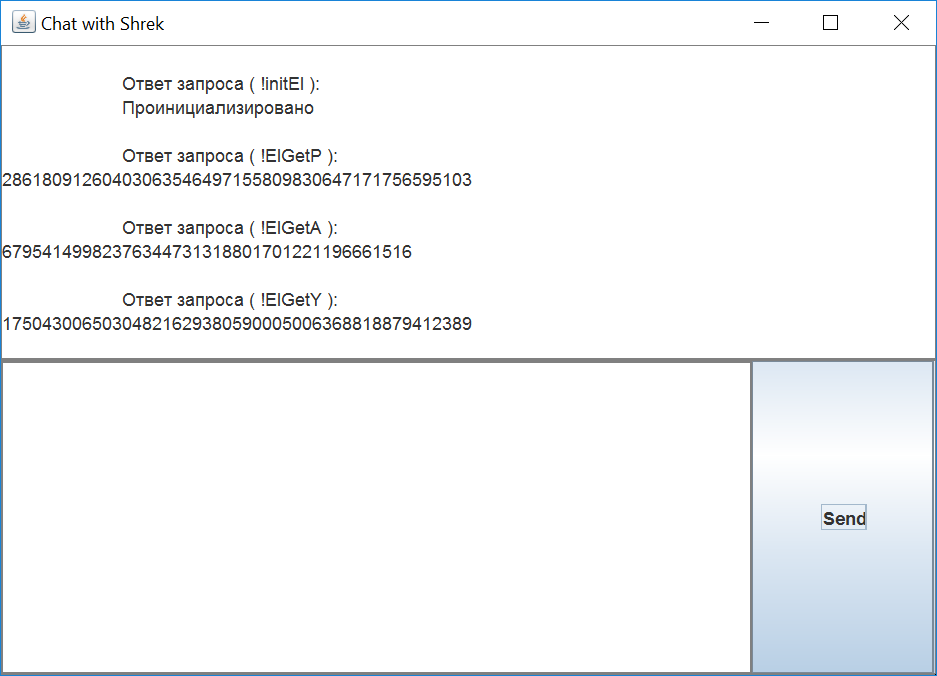 Chat with Shrek
Ответ запроса ( !initEl ):
Проинициализировано
Ответ запроса ( !ElGetP ):
28618091260403063546497155809830647171756595103
Ответ запроса ( !ElGetA ):
67954149982376344731318801701221196661516
Ответ запроса ( !ElGetY ):
17504300650304821629380590005006368818879412389
Send